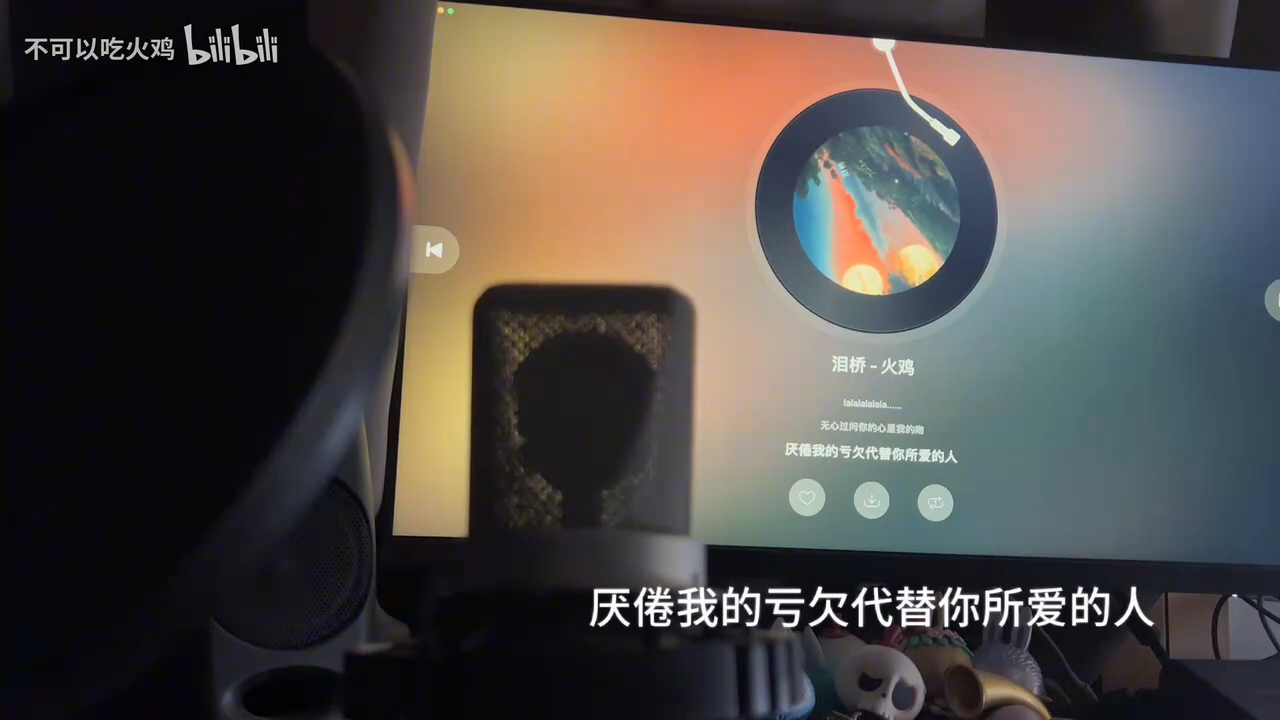 不可以吃火鸡 bilibili
泪桥 - 火鸡
lalalalalala......
无心过问你的心里我的吻
厌倦我的亏欠代替你所爱的人
厌倦我的亏欠代替你所爱的人